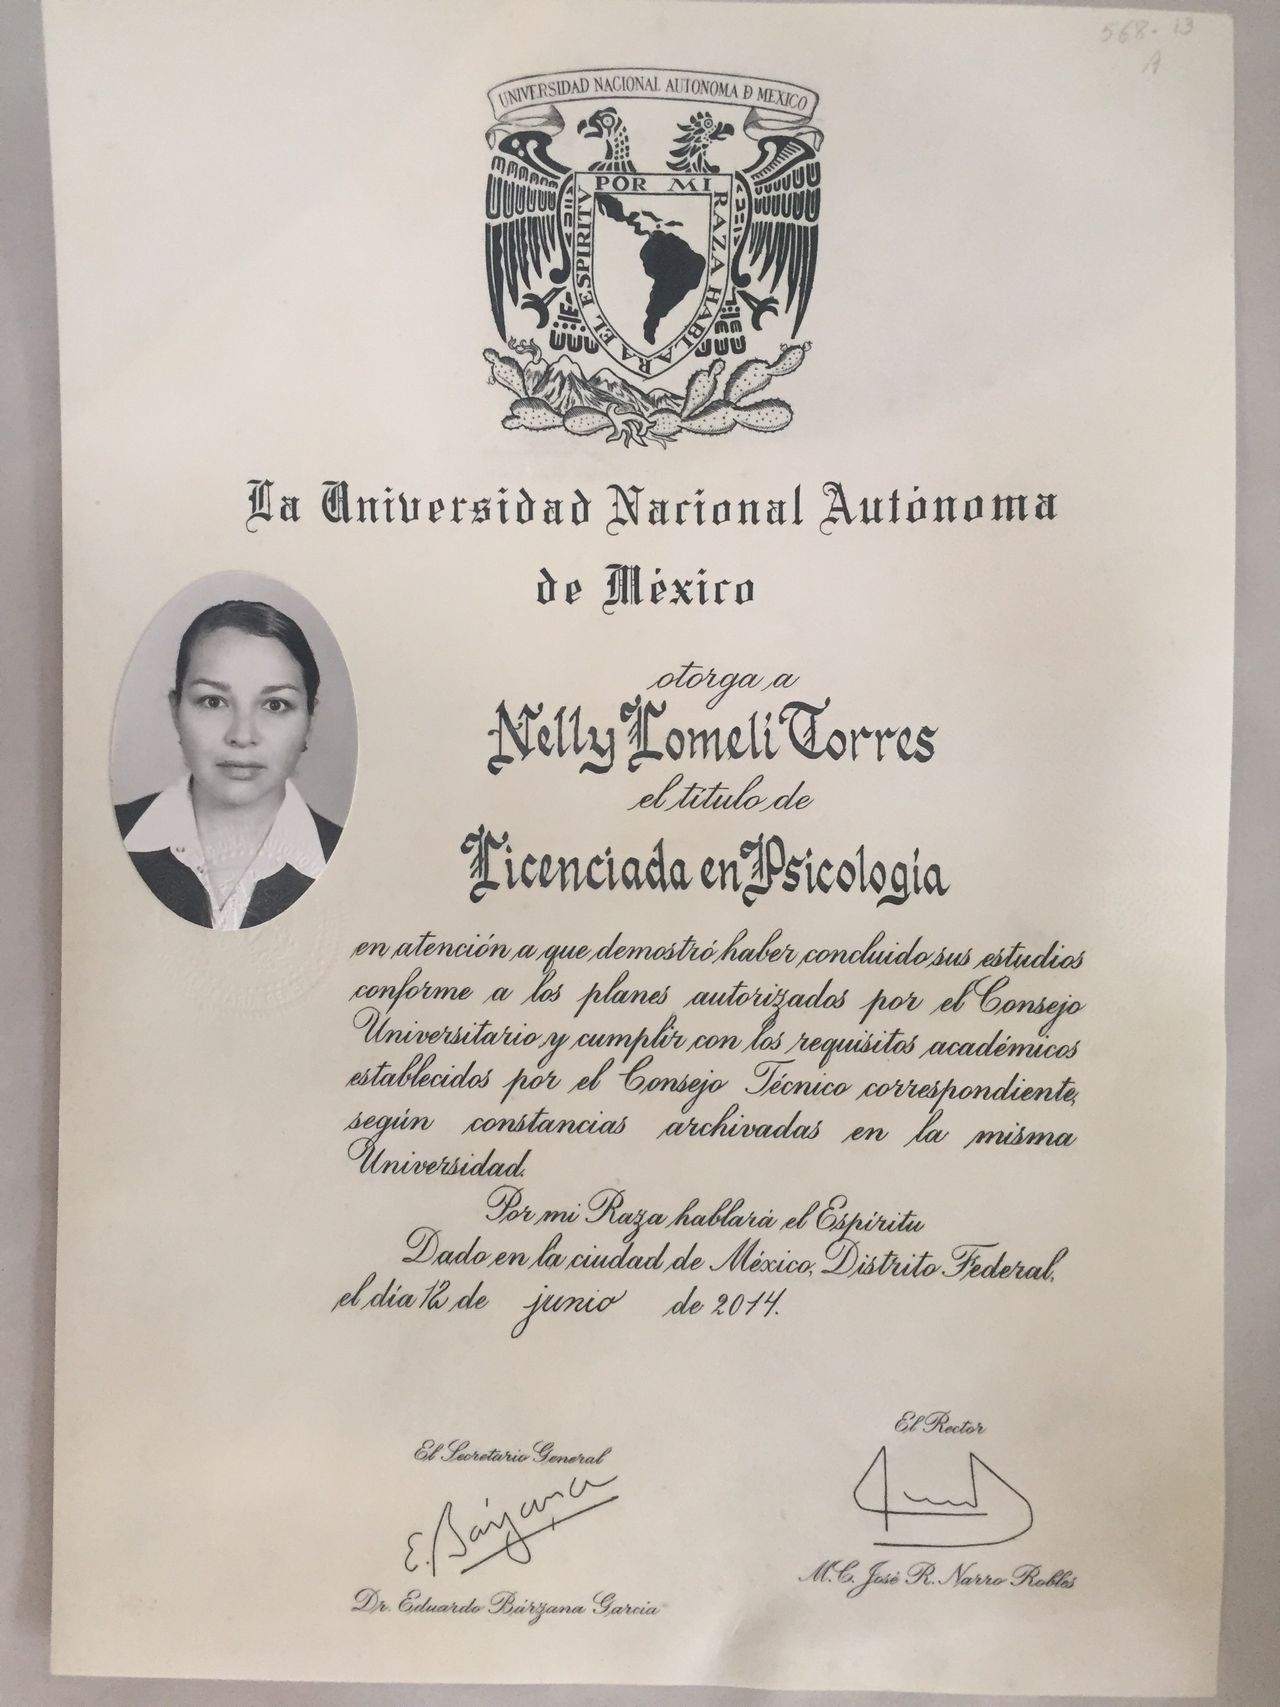 568-13
A
UNIVERSIDAD NACIONAL AUTONOMA D MEXICO
POR MI RAZA HABLARA EL ESPIRITV
La Universidad Nacional Autónoma
de México
otorga a
Nelly Lomelí Torres
el título de
Licenciada en Psicología
en atención a que demostró haber concluido sus estudios
conforme a los planes autorizados por el Consejo
Universitario y cumplir con los requisitos académicos
establecidos por el Consejo Técnico correspondiente,
según constancias archivadas en la misma
Universidad.
Por mi Raza hablará el Espíritu
Dado en la ciudad de México, Distrito Federal,
el día 12 de junio de 2014.
El Rector
El Secretario General
E. Bárzana
M.C. José R. Narro Robles
Dr. Eduardo Bárzana García